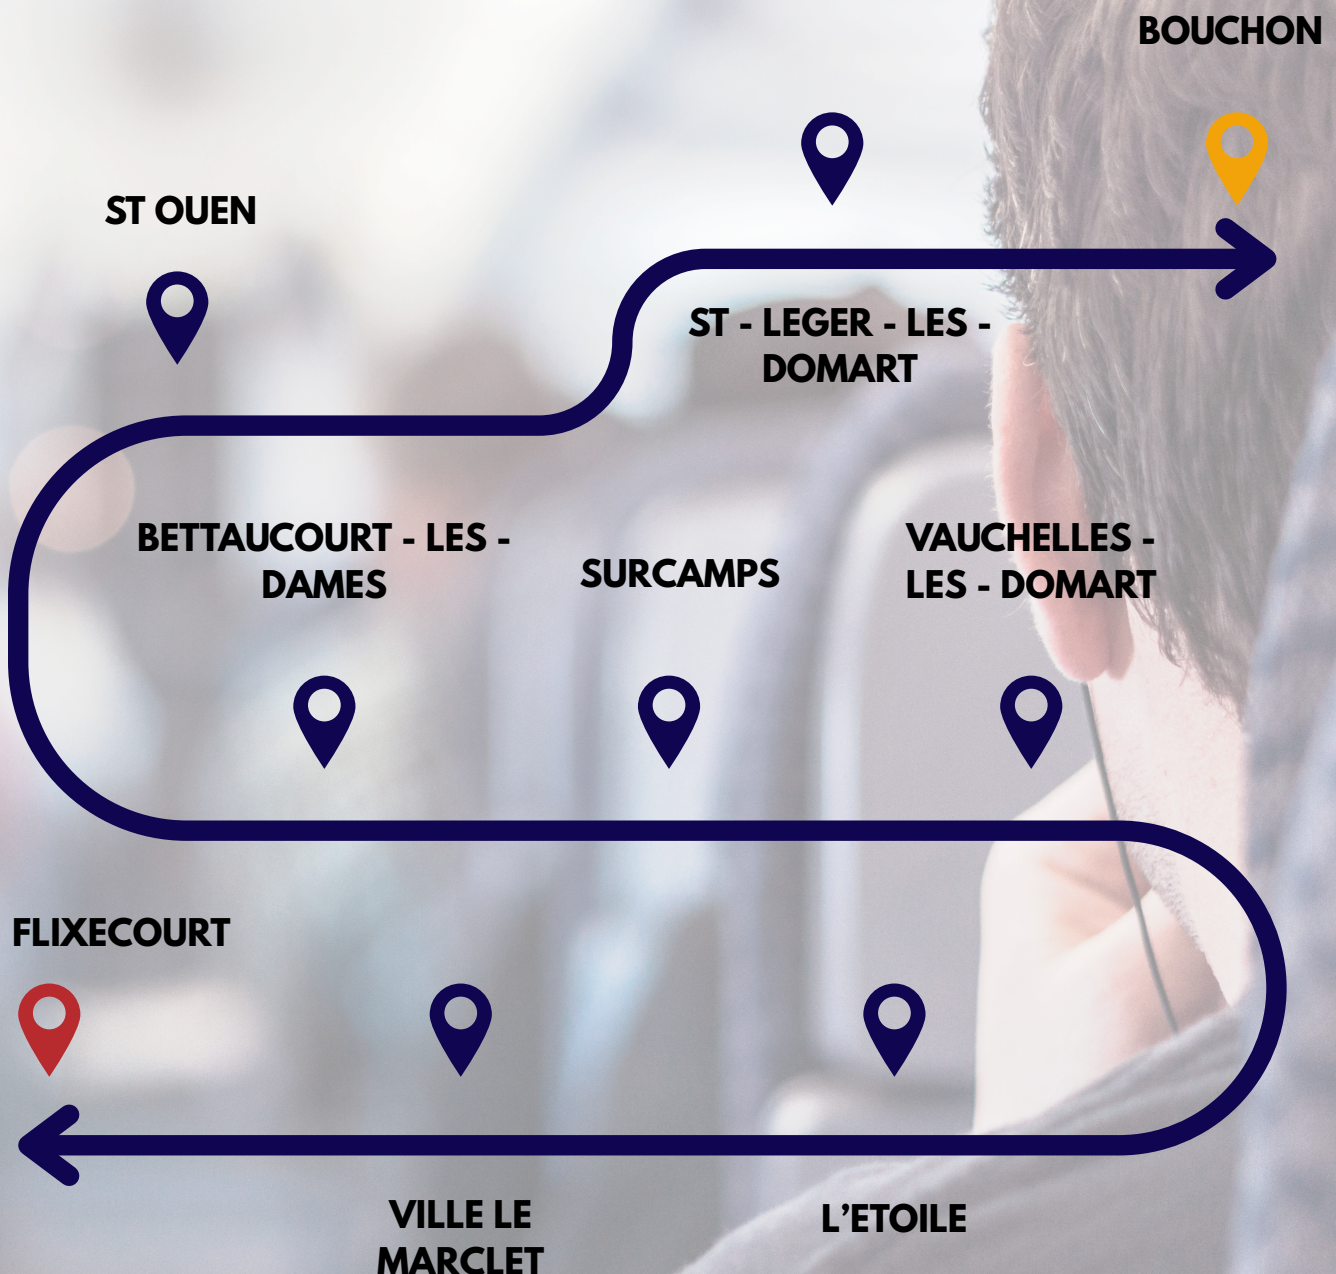 BOUCHON
ST OUEN
ST - LEGER - LES -
DOMART
BETTAUCOURT - LES -
DAMES
SURCAMPS
VAUCHELLES -
LES - DOMART
FLIXECOURT
VILLE LE
MARCLET
L'ETOILE